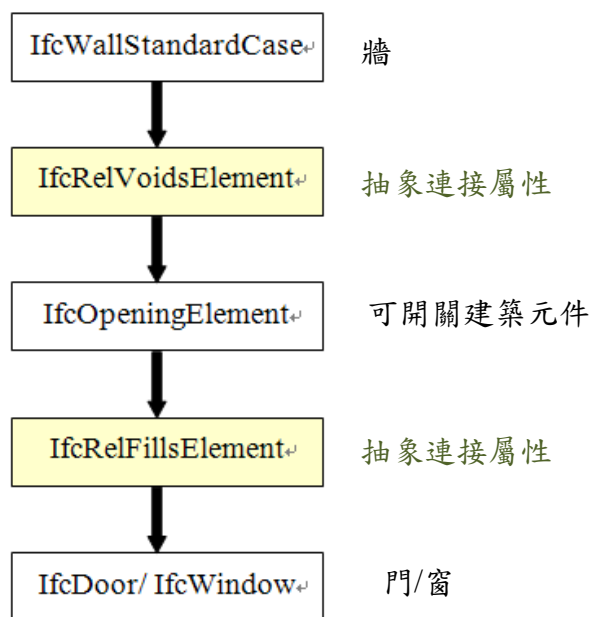 IfcWallStandardCase 牆
IfcRelVoidsElement 抽象連接屬性
IfcOpeningElement 可開關建築元件
IfcRelFillsElement 抽象連接屬性
IfcDoor/ IfcWindow 門/窗